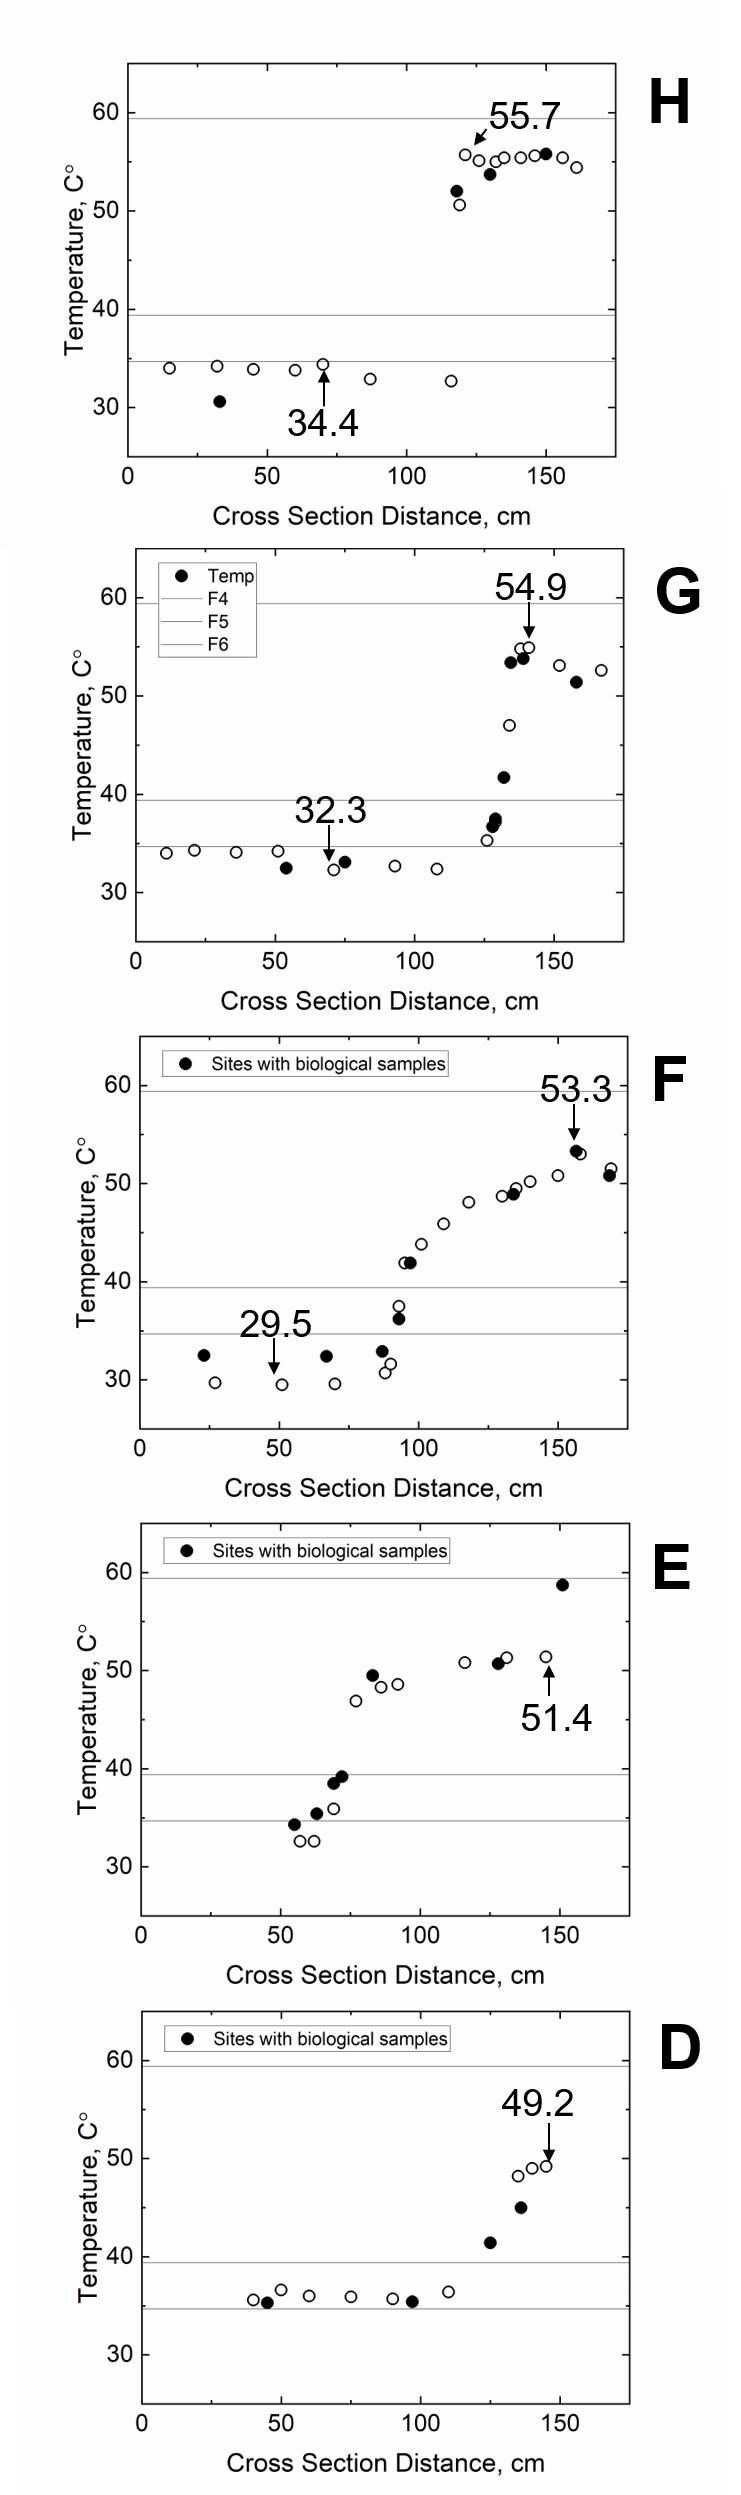 H
55.7
60
50
40
30
34.4
0 50 100 150
Temperature, C°
Cross Section Distance, cm
G
Temp
F4
F5
F6
54.9
60
50
40
30
32.3
0 50 100 150
Temperature, C°
Cross Section Distance, cm
F
Sites with biological samples
53.3
60
50
40
30
29.5
0 50 100 150
Temperature, C°
Cross Section Distance, cm
E
Sites with biological samples
60
50
40
30
51.4
0 50 100 150
Temperature, C°
Cross Section Distance, cm
D
Sites with biological samples
49.2
60
50
40
30
0 50 100 150
Temperature, C°
Cross Section Distance, cm